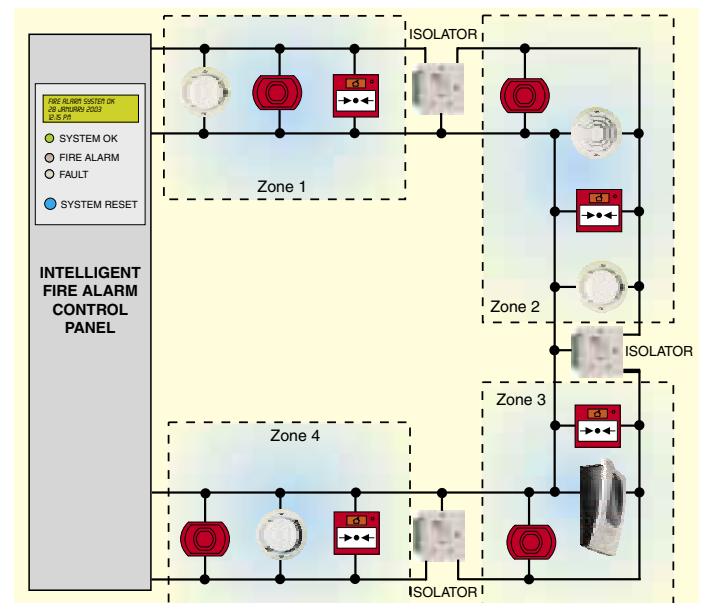 FIRE ALARM SYSTEM OK
28 JANUARY 2003
12.15 PM
SYSTEM OK
FIRE ALARM
FAULT
SYSTEM RESET
INTELLIGENT
FIRE ALARM
CONTROL
PANEL
ISOLATOR
Zone 1
Zone 2
ISOLATOR
Zone 3
Zone 4
ISOLATOR